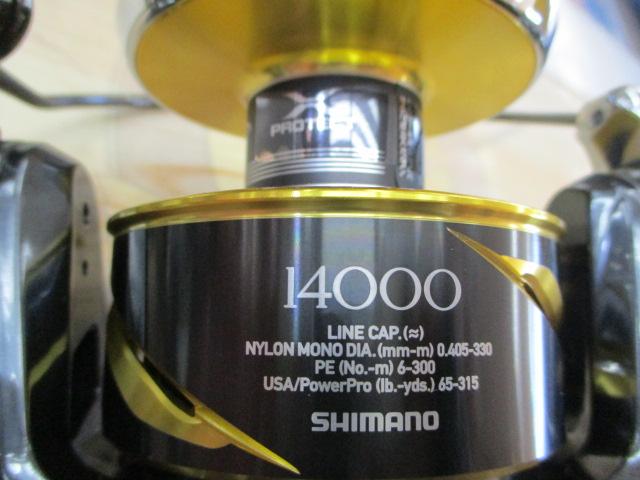 X
PROTECT
14000
LINE CAP.(≈)
NYLON MONO DIA.(mm-m) 0.405-330
PE (No.-m) 6-300
USA/PowerPro (lb.-yds.) 65-315
SHIMANO